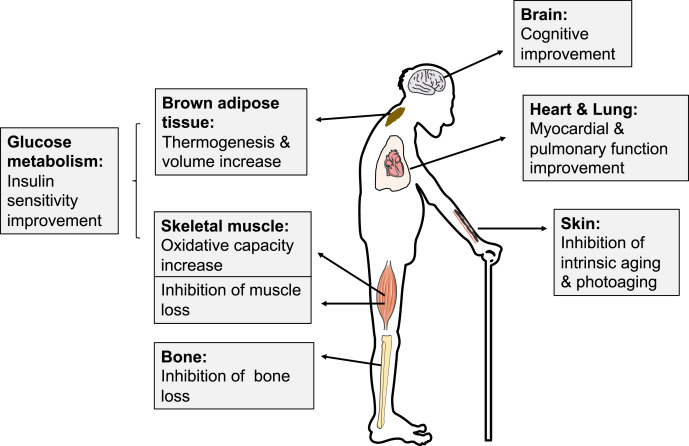 Brain:
Cognitive
improvement
Brown adipose
tissue:
Thermogenesis &
volume increase
Heart & Lung:
Myocardial &
pulmonary function
improvement
Glucose
metabolism:
Insulin
sensitivity
improvement
Skeletal muscle:
Oxidative capacity
increase
Inhibition of muscle
loss
Skin:
Inhibition of
intrinsic aging
& photoaging
Bone:
Inhibition of bone
loss